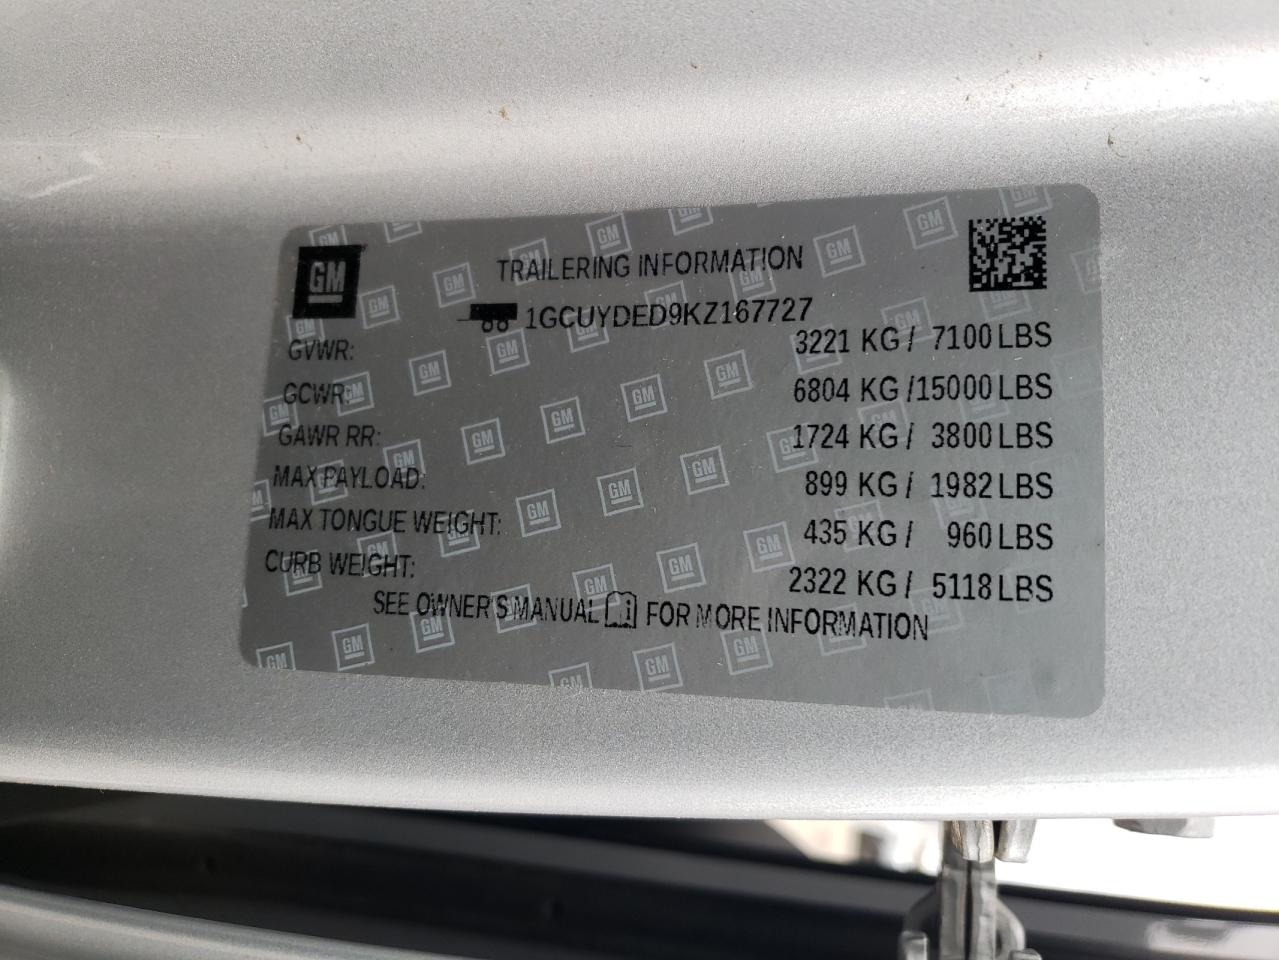 GM
TRAILERING INFORMATION
1GCUYDED9KZ167727
GVWR: 3221 KG / 7100 LBS
GCWR: 6804 KG /15000 LBS
GAWR RR: 1724 KG / 3800 LBS
MAX PAYLOAD: 899 KG / 1982 LBS
MAX TONGUE WEIGHT: 435 KG / 960 LBS
CURB WEIGHT: 2322 KG / 5118 LBS
SEE OWNER'S MANUAL FOR MORE INFORMATION